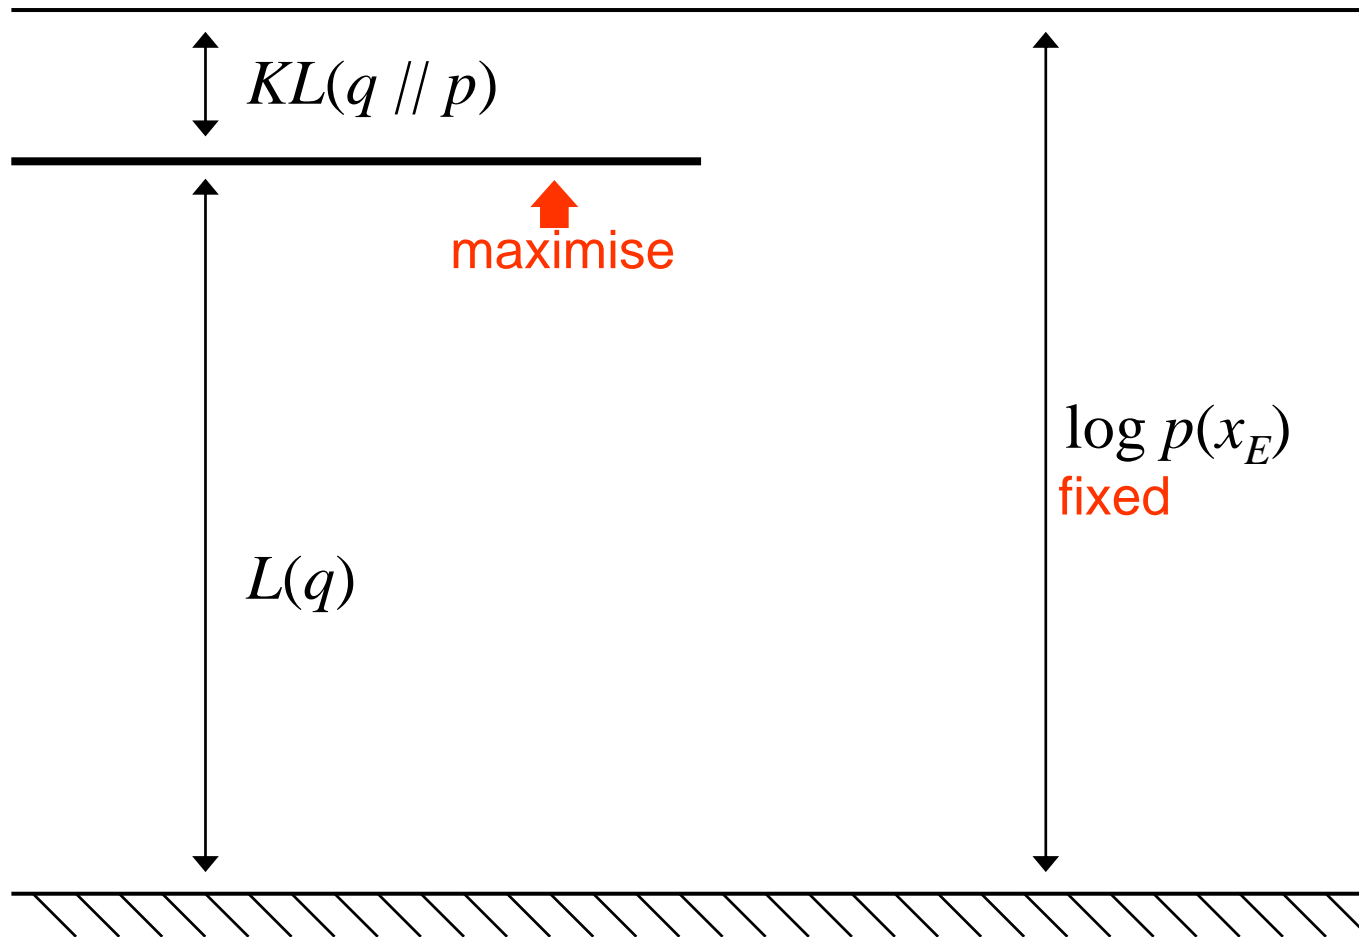 KL(q // p)
maximise
log p(x_E)
fixed
L(q)